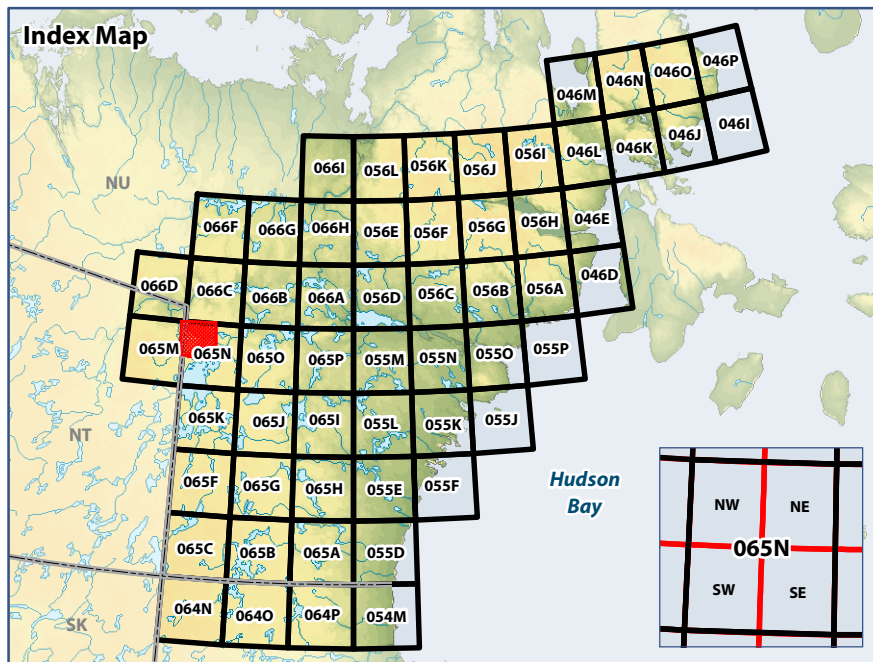 Index Map
046M 046N 046O 046P
066I 056L 056K 056J 056I 046L 046K 046J 046I
NU
066F 066G 066H 056E 056F 056G 056H 046E
066D 066C 066B 066A 056D 056C 056B 056A 046D
065M 065N 065O 065P 055M 055N 055O 055P
NT
065K 065J 065I 055L 055K 055J
065F 065G 065H 055E 055F
Hudson
Bay
065C 065B 065A 055D
064N 064O 064P 054M
SK
NW NE
065N
SW SE